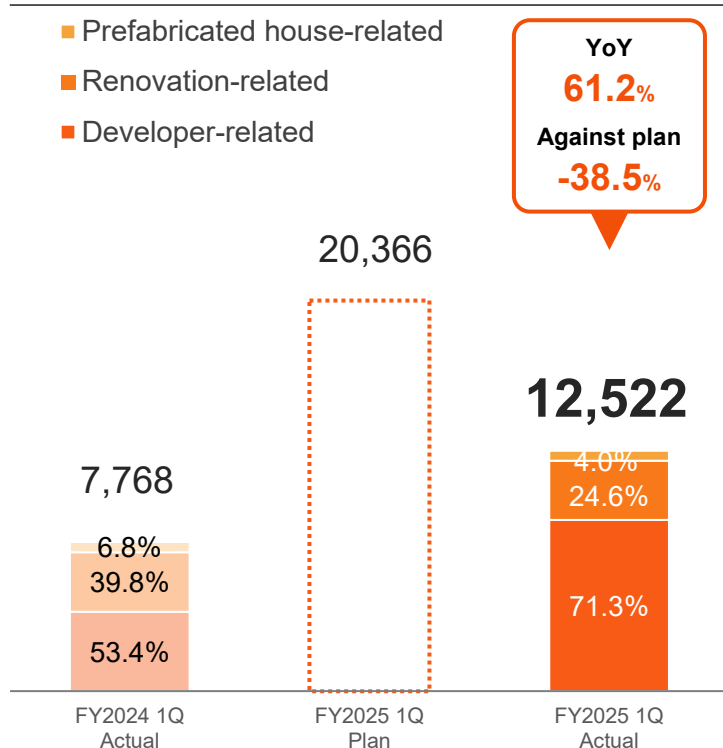 Prefabricated house-related
Renovation-related
Developer-related
YoY
61.2%
Against plan
-38.5%
20,366
12,522
7,768
4.0%
24.6%
71.3%
6.8%
39.8%
53.4%
FY2024 1Q
Actual
FY2025 1Q
Plan
FY2025 1Q
Actual